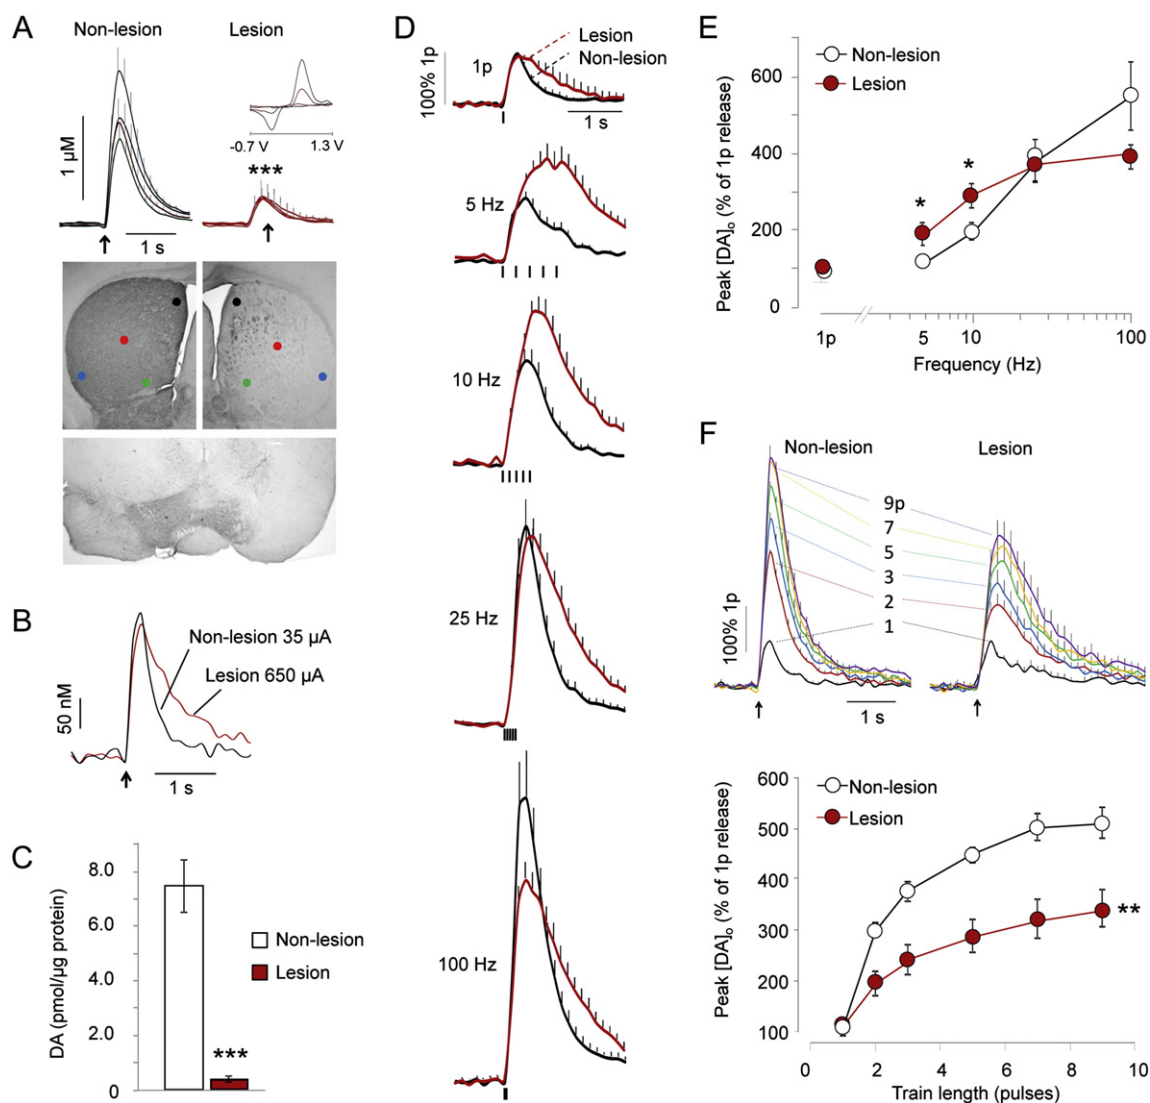 A
Non-lesion
Lesion
1 µM
-0.7 V
1.3 V
***
1 s
B
Non-lesion 35 µA
Lesion 650 µA
50 nM
1 s
C
DA (pmol/µg protein)
8.0
6.0
4.0
2.0
0
Non-lesion
Lesion
***
D
100% 1p
1p
Lesion
Non-lesion
1 s
5 Hz
10 Hz
25 Hz
100 Hz
E
Non-lesion
Lesion
Peak [DA]o (% of 1p release)
600
400
200
0
*
*
1p
5
10
100
Frequency (Hz)
F
Non-lesion
Lesion
9p
7
5
3
2
1
100% 1p
1 s
Non-lesion
Lesion
Peak [DA]o (% of 1p release)
600
500
400
300
200
100
**
0
2
4
6
8
10
Train length (pulses)